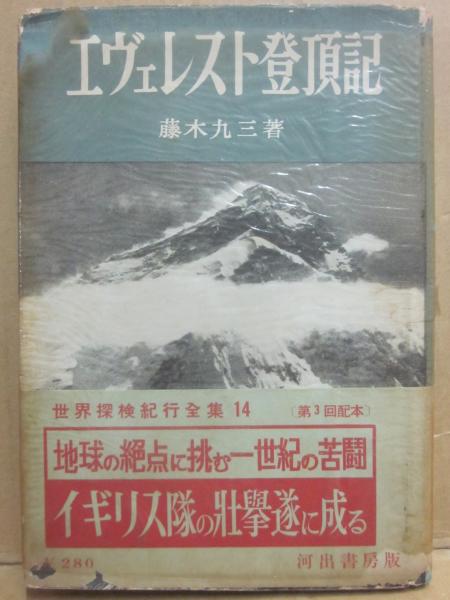 エヴェレスト登頂記
藤木九三著
世界探検紀行全集 14 〔第3回配本〕
地球の絶点に挑む一世紀の苦闘
イギリス隊の壯擧遂に成る
¥280 河出書房版